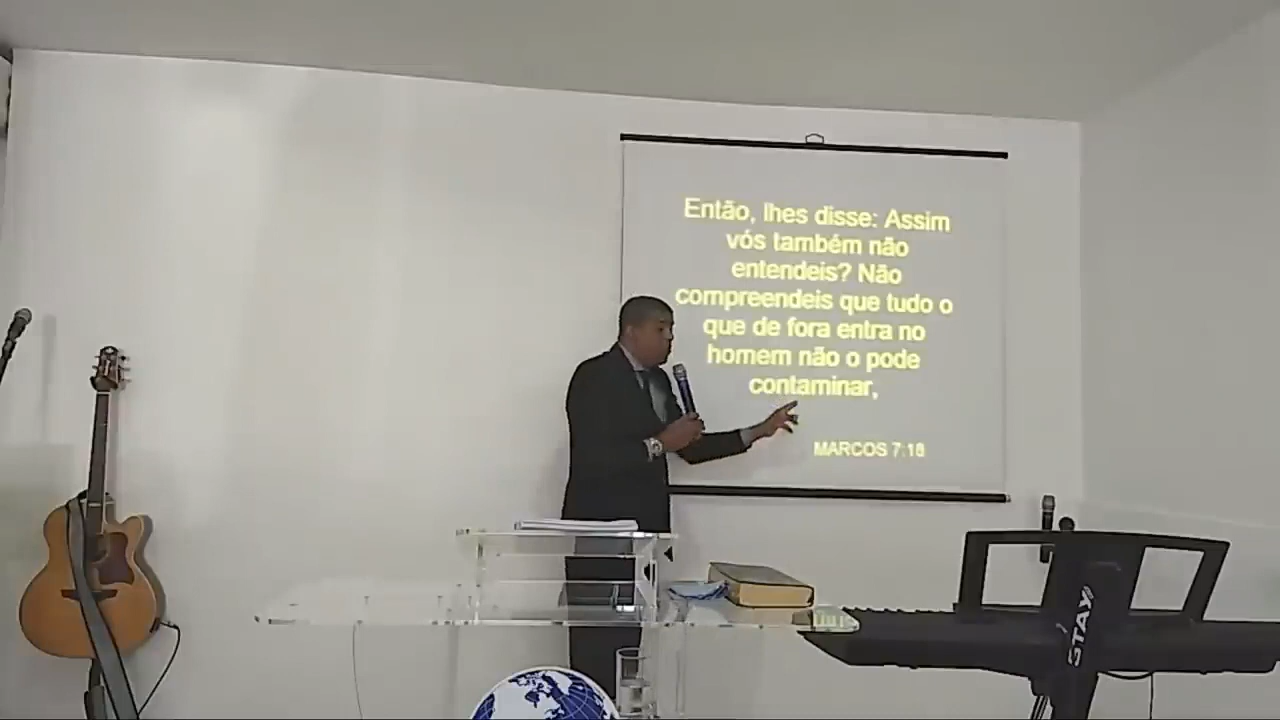 Então, lhes disse: Assim
vós também não
entendeis? Não
compreendeis que tudo o
que de fora entra no
homem não o pode
contaminar,
MARCOS 7:18
STAY